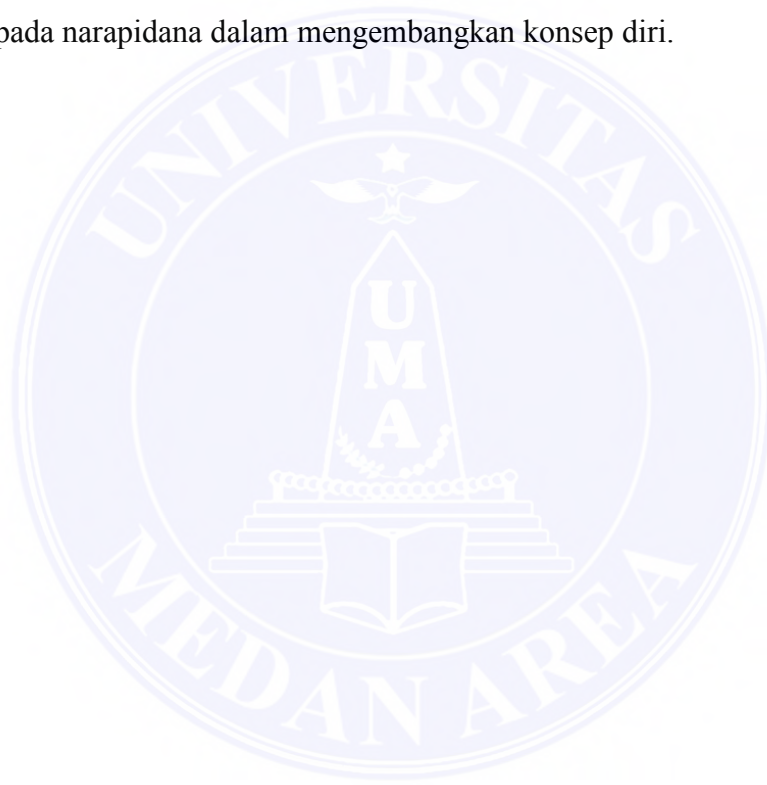 pada narapidana dalam mengembangkan konsep diri.
UNIVERSITAS
UMA
MEDAN AREA